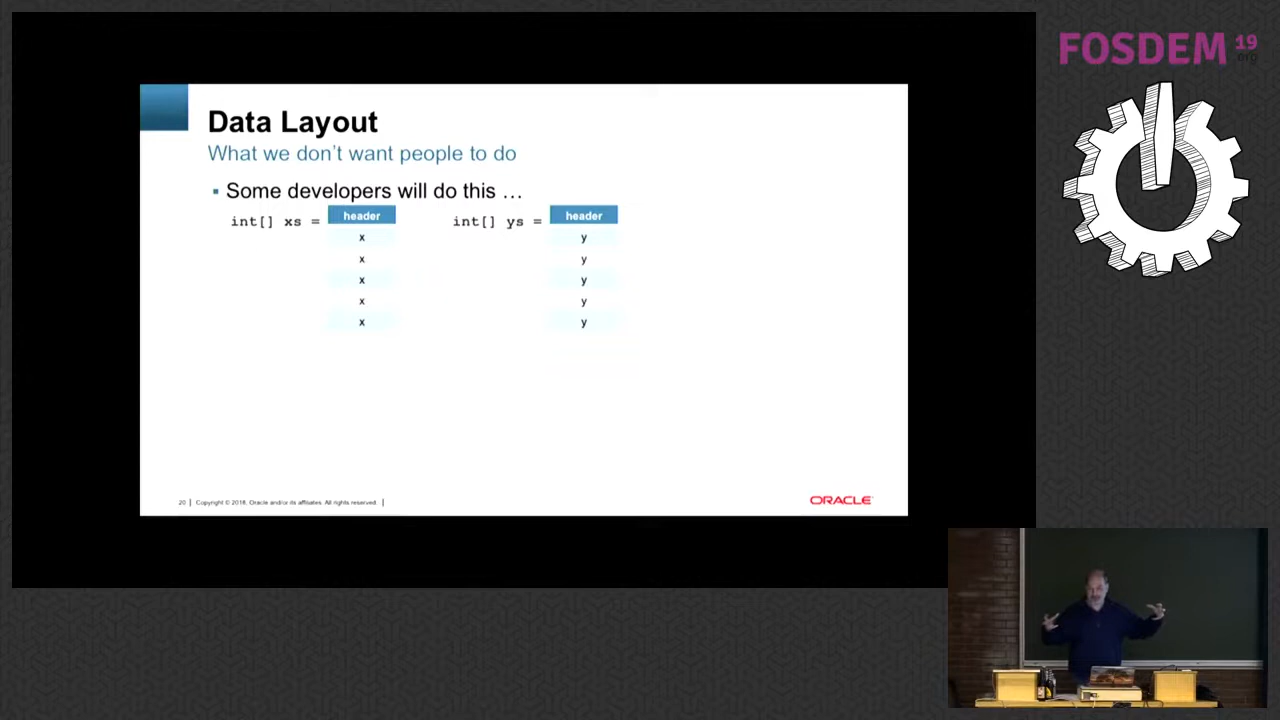 FOSDEM 19
.org
Data Layout
What we don't want people to do
Some developers will do this …
int[] xs = header int[] ys = header
x y
x y
x y
x y
x y
20 | Copyright © 2018, Oracle and/or its affiliates. All rights reserved. |
ORACLE